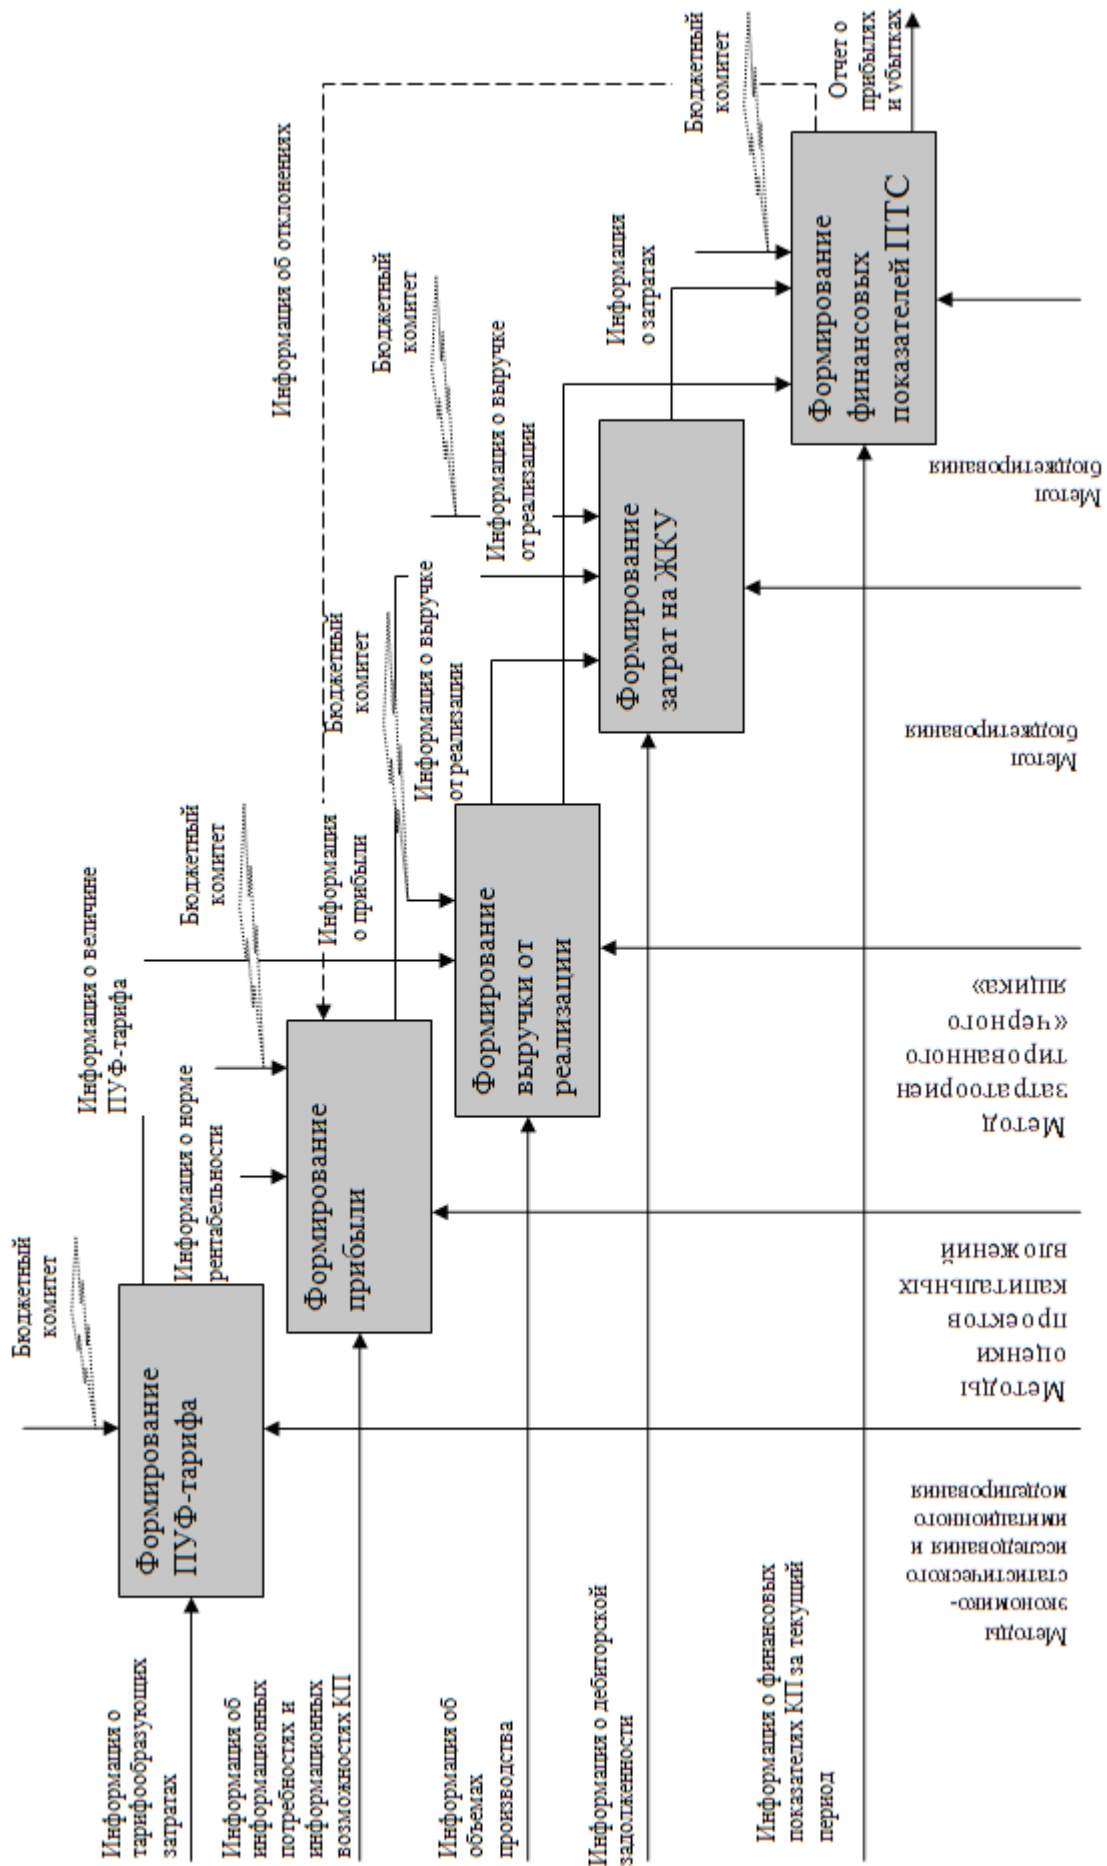 Бюджетный
комитет
Информация о величине
ПУФ-тарифа
Бюджетный
комитет
Информация об отклонениях
Бюджетный
комитет
Бюджетный
комитет
Бюджетный
комитет
Формирование
ПУФ-тарифа
Информация о норме
рентабельности
Формирование
прибыли
Информация
о прибыли
Формирование
выручки от
реализации
Информация о выручке
от реализации
Информация о выручке
от реализации
Формирование
затрат на ЖКУ
Информация
о затратах
Формирование
финансовых
показателей ПТС
Отчет о
прибылях
и убытках
Информация о
тарифообразующих
затратах
Информация об
информационных
потребностях и
информационных
возможностях КП
Информация об
объемах
производства
Информация о дебиторской
задолженности
Информация о финансовых
показателях КП за текущий
период
Методы
экономико-
статистического
исследования и
имитационного
моделирования
Методы
оценки
проектов
капитальных
вложений
Метод
затратоориен
тированного
«черного
ящика»
Метод
бюджетирования
Метод
бюджетирования